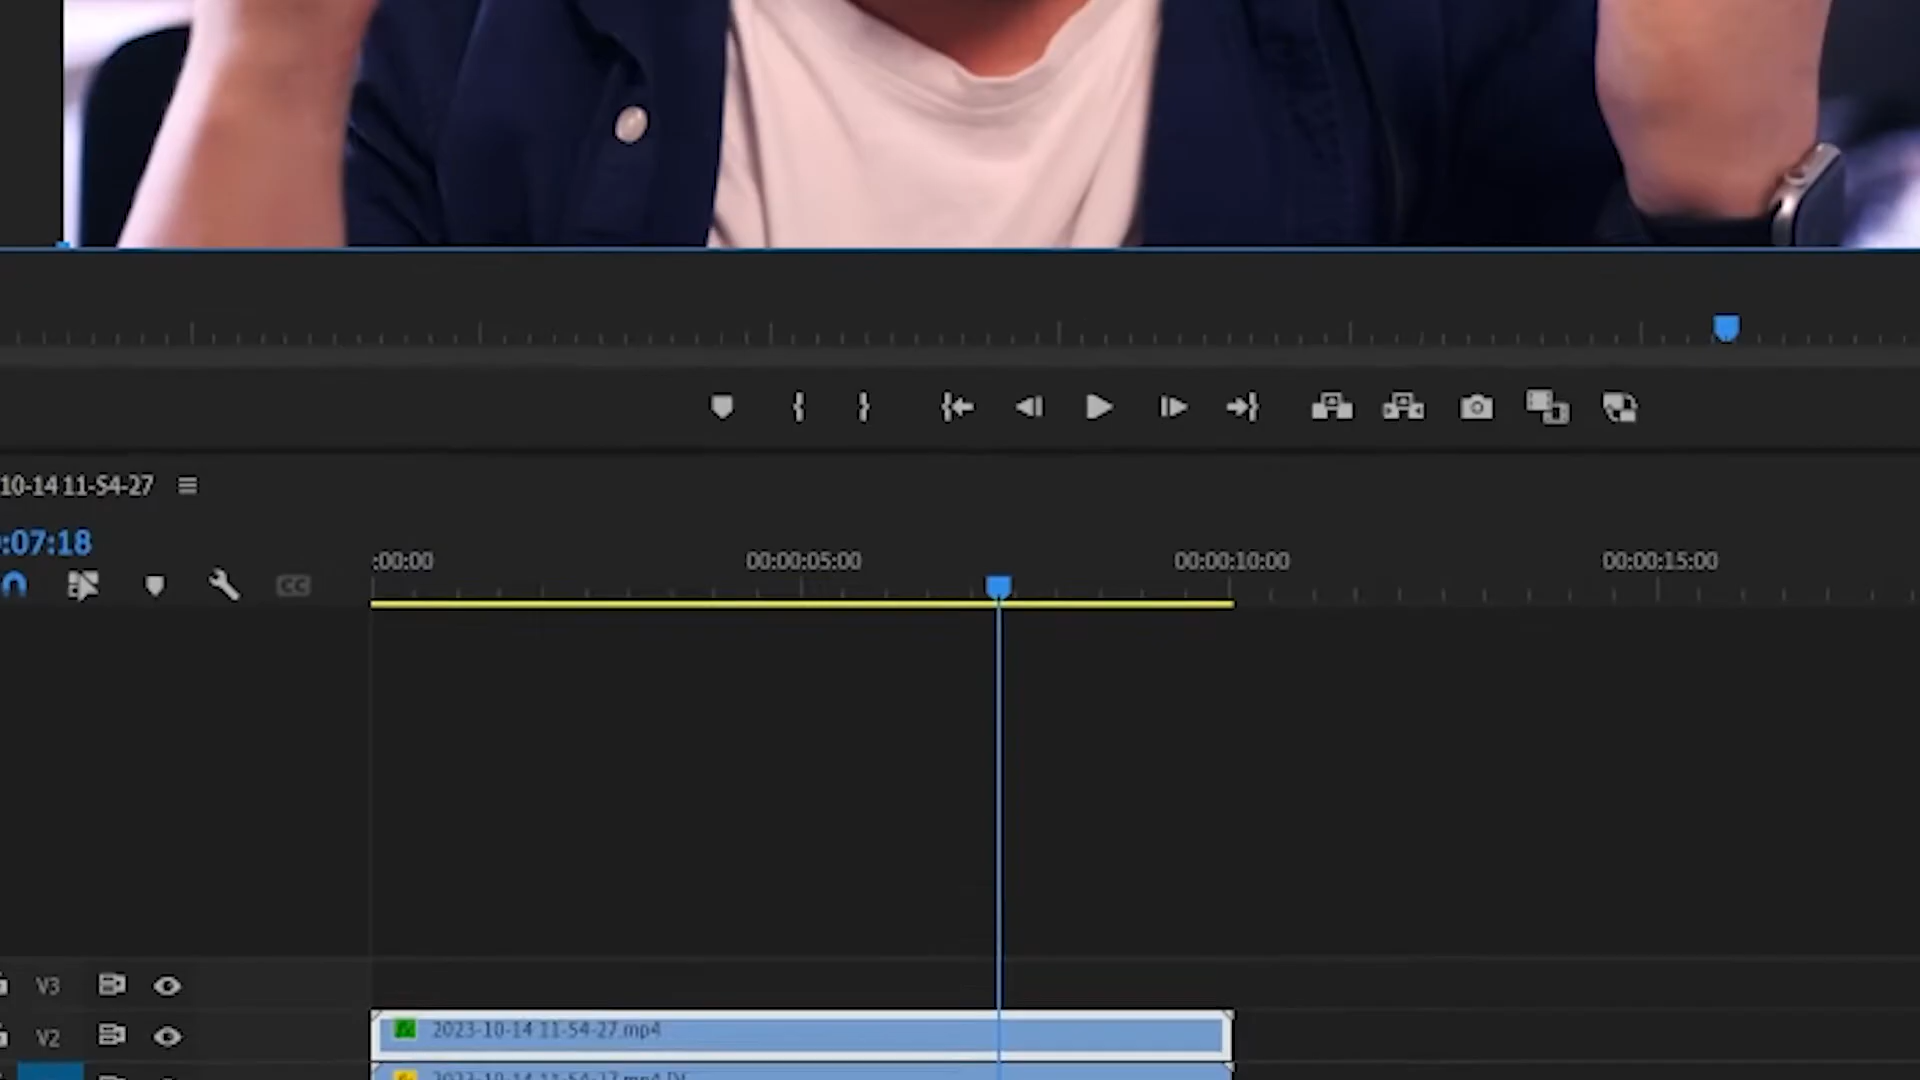 10-14 11-54-27
:07:18
:00:00 00:00:05:00 00:00:10:00 00:00:15:00
CC
V3
V2 2023-10-14 11-54-27.mp4
2023-10-14 11-54-27.mp4